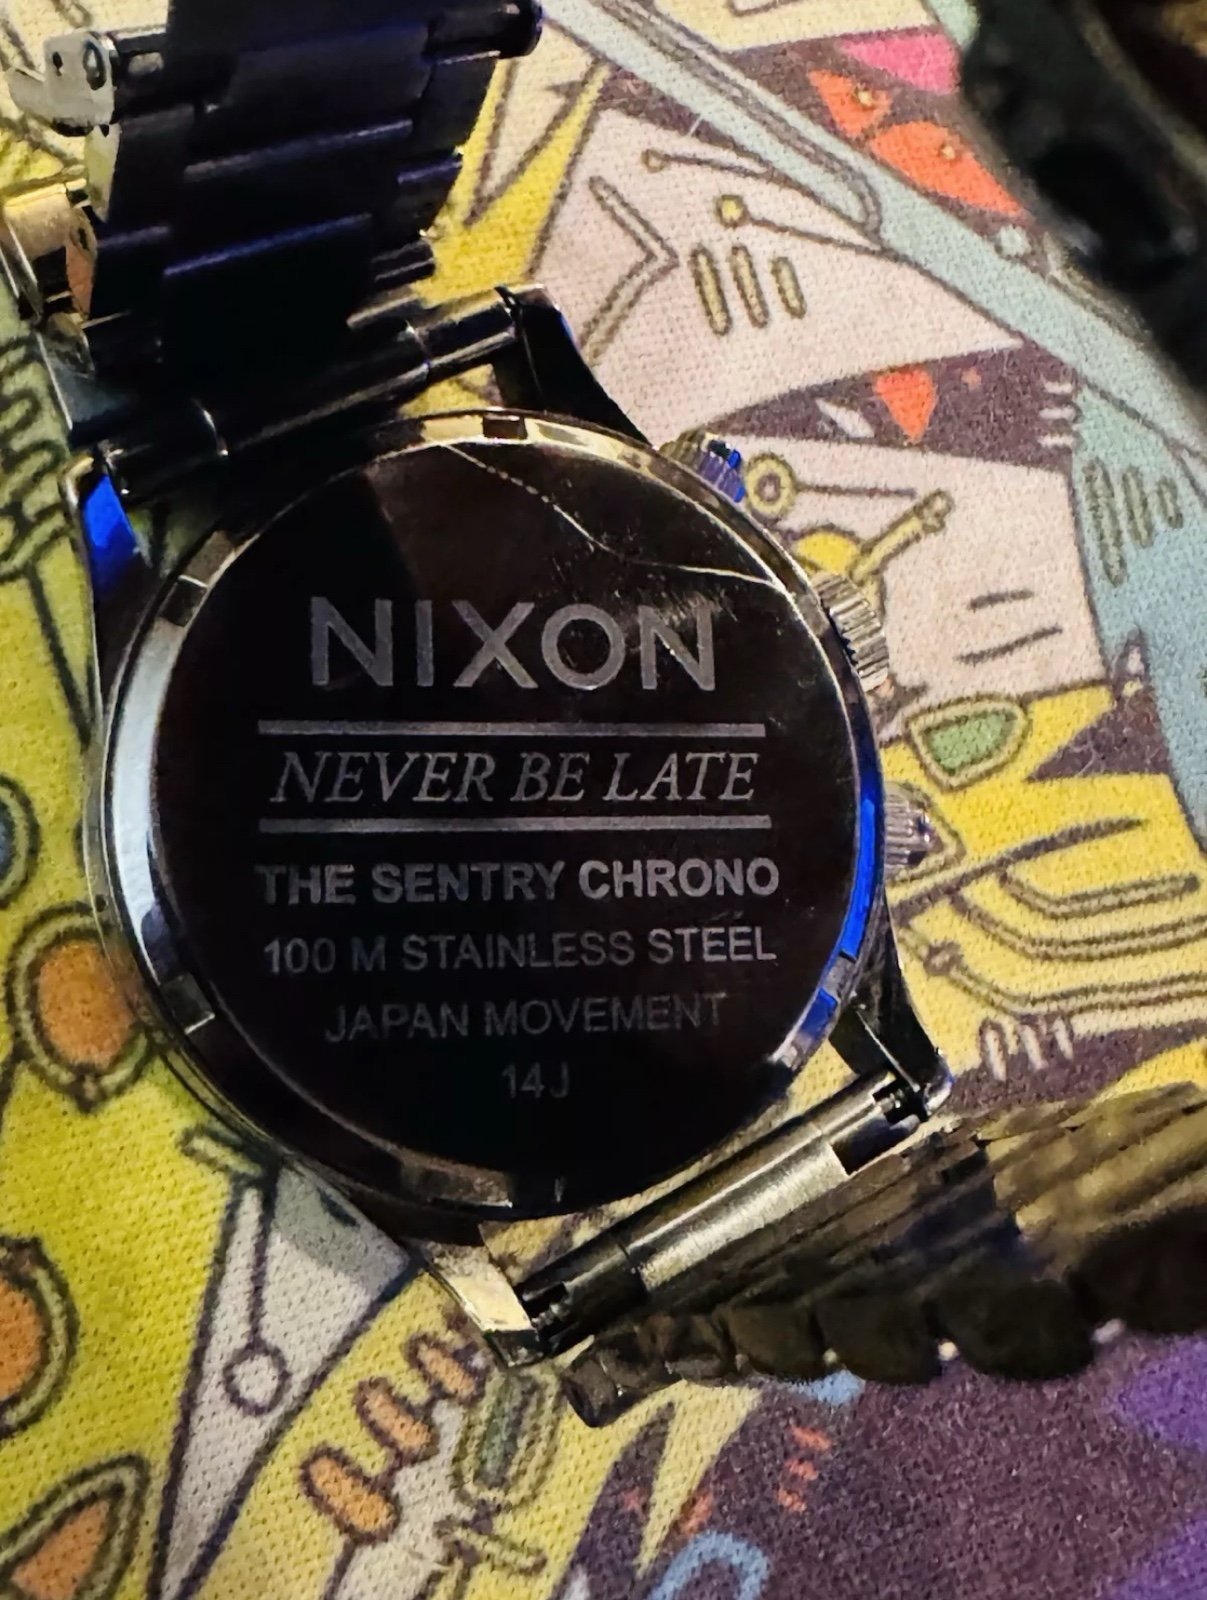 NIXON
NEVER BE LATE
THE SENTRY CHRONO
100 M STAINLESS STEEL
JAPAN MOVEMENT
14J